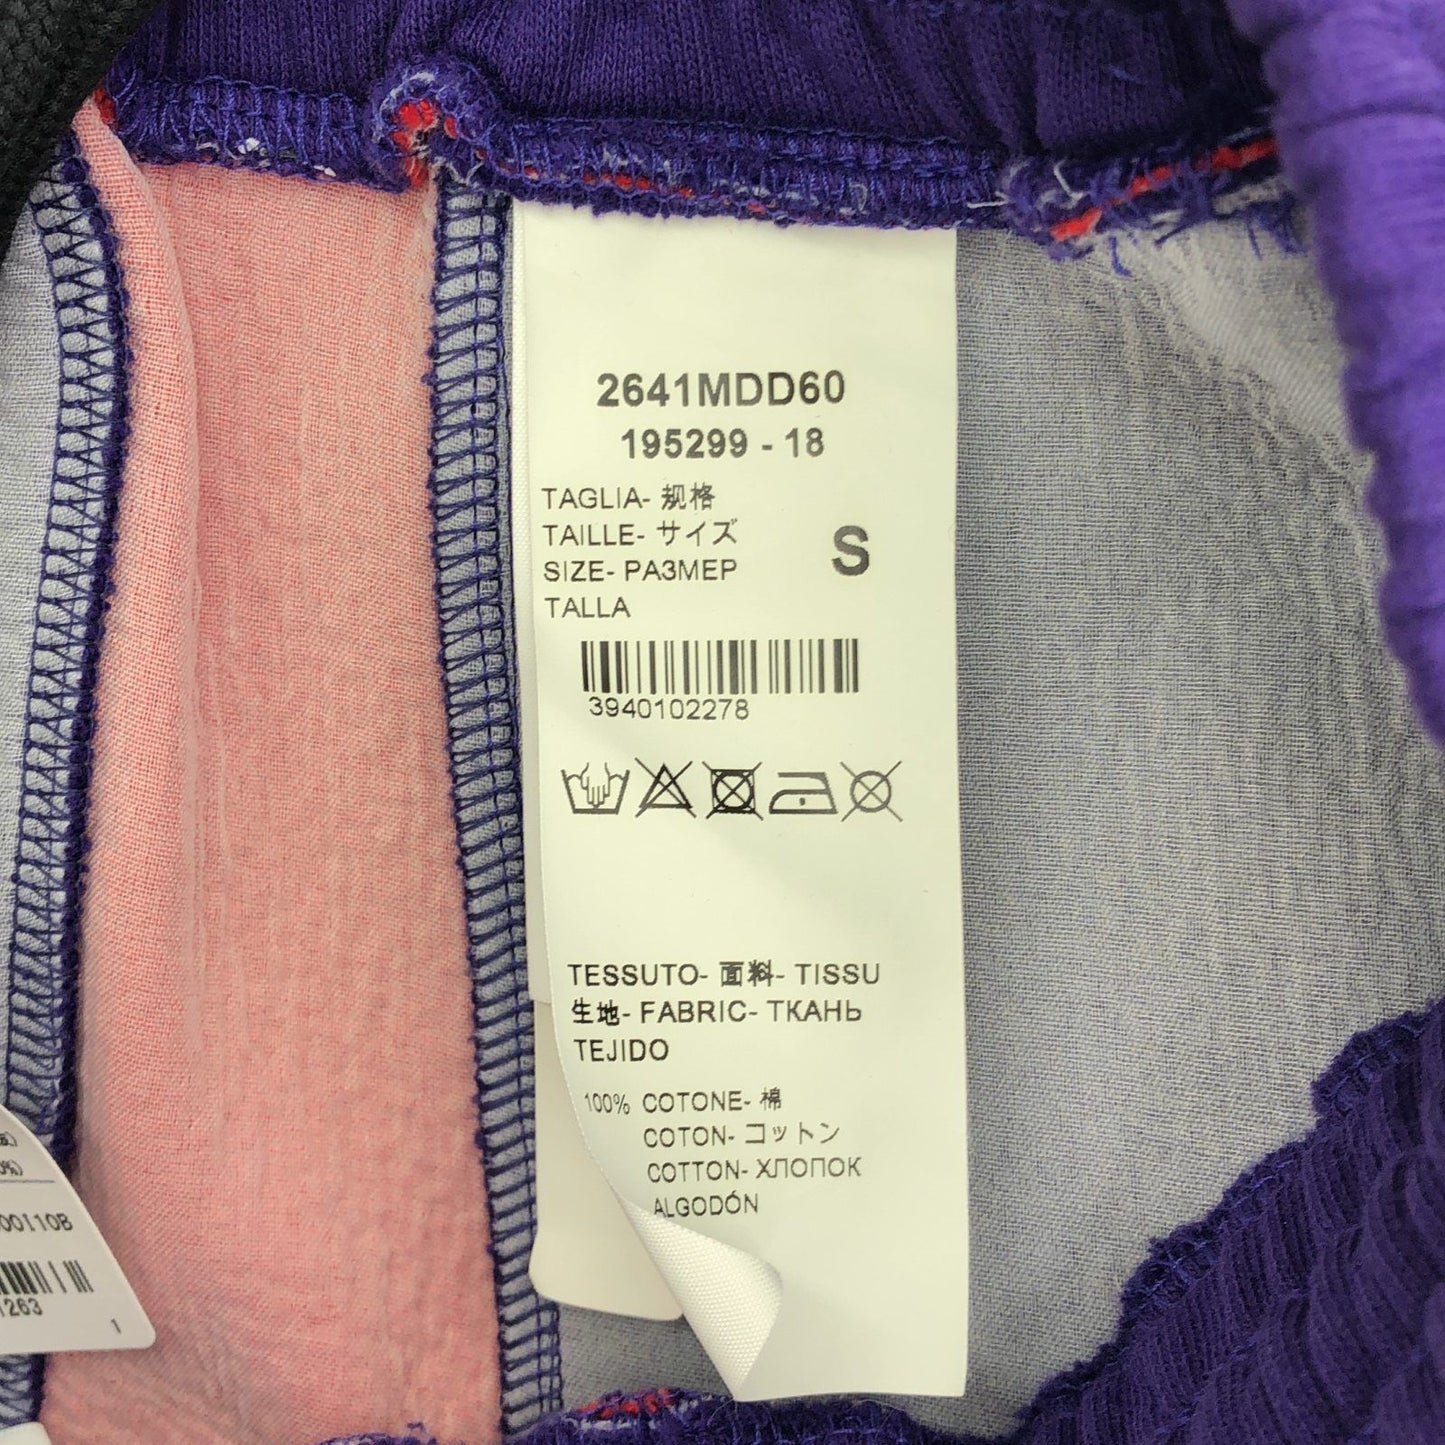 2641MDD60
195299 - 18
TAGLIA- 规格
TAILLE- サイズ
SIZE- РАЗМЕР
TALLA
S
3940102278
TESSUTO- 面料- TISSU
生地- FABRIC- ТКАНЬ
TEJIDO
100% COTONE- 棉
COTON- コットン
COTTON- ХЛОПОК
ALGODÓN
1